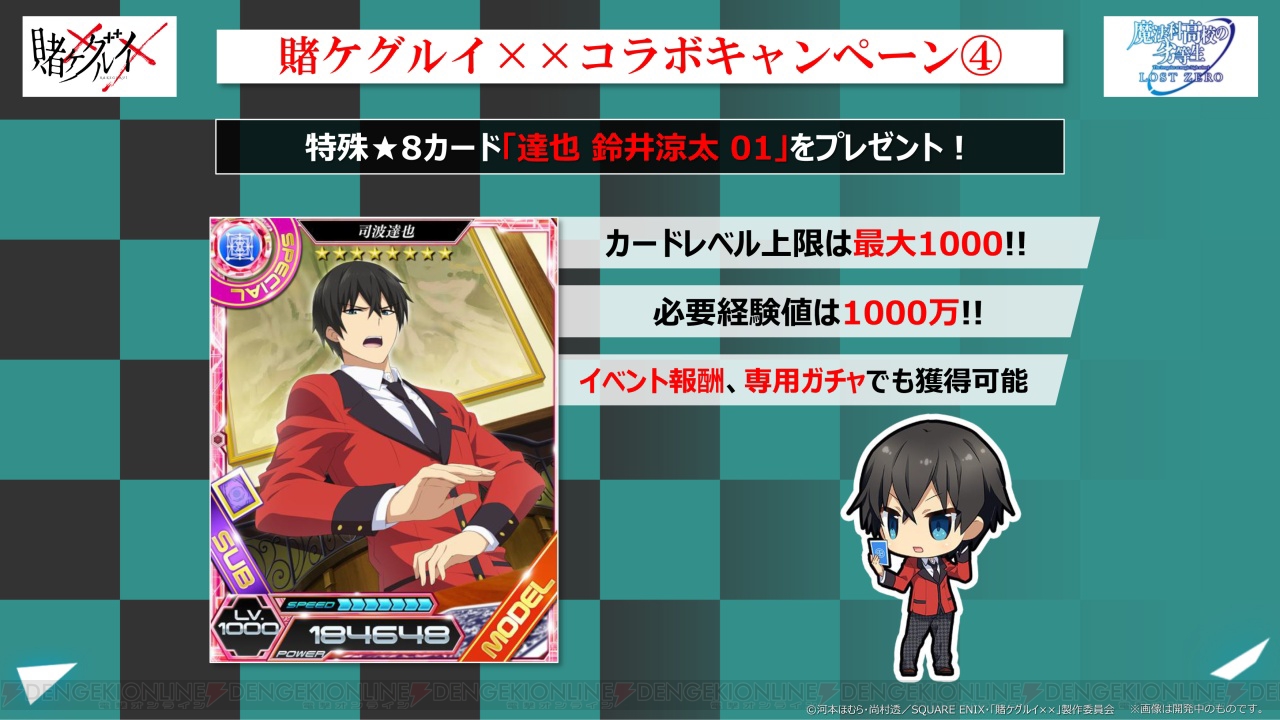 賭ケグルイ××
賭ケグルイ××コラボキャンペーン④
魔法科高校の
劣等生
LOST ZERO
特殊★8カード「達也 鈴井涼太 01」をプレゼント！
司波達也
SPECIAL
カードレベル上限は最大1000!!
必要経験値は1000万!!
イベント報酬、専用ガチャでも獲得可能
SUB
MODEL
LV.
1000
SPEED
184648
POWER
DENGEKIONLINE DENGEKIONLINE DENGEKIONLINE DENGEKIONLINE DENGEKIONLINE DENGEKIONLINE
©河本ほむら・尚村透／SQUARE ENIX・「賭ケグルイ××」製作委員会　※画像は開発中のものです。